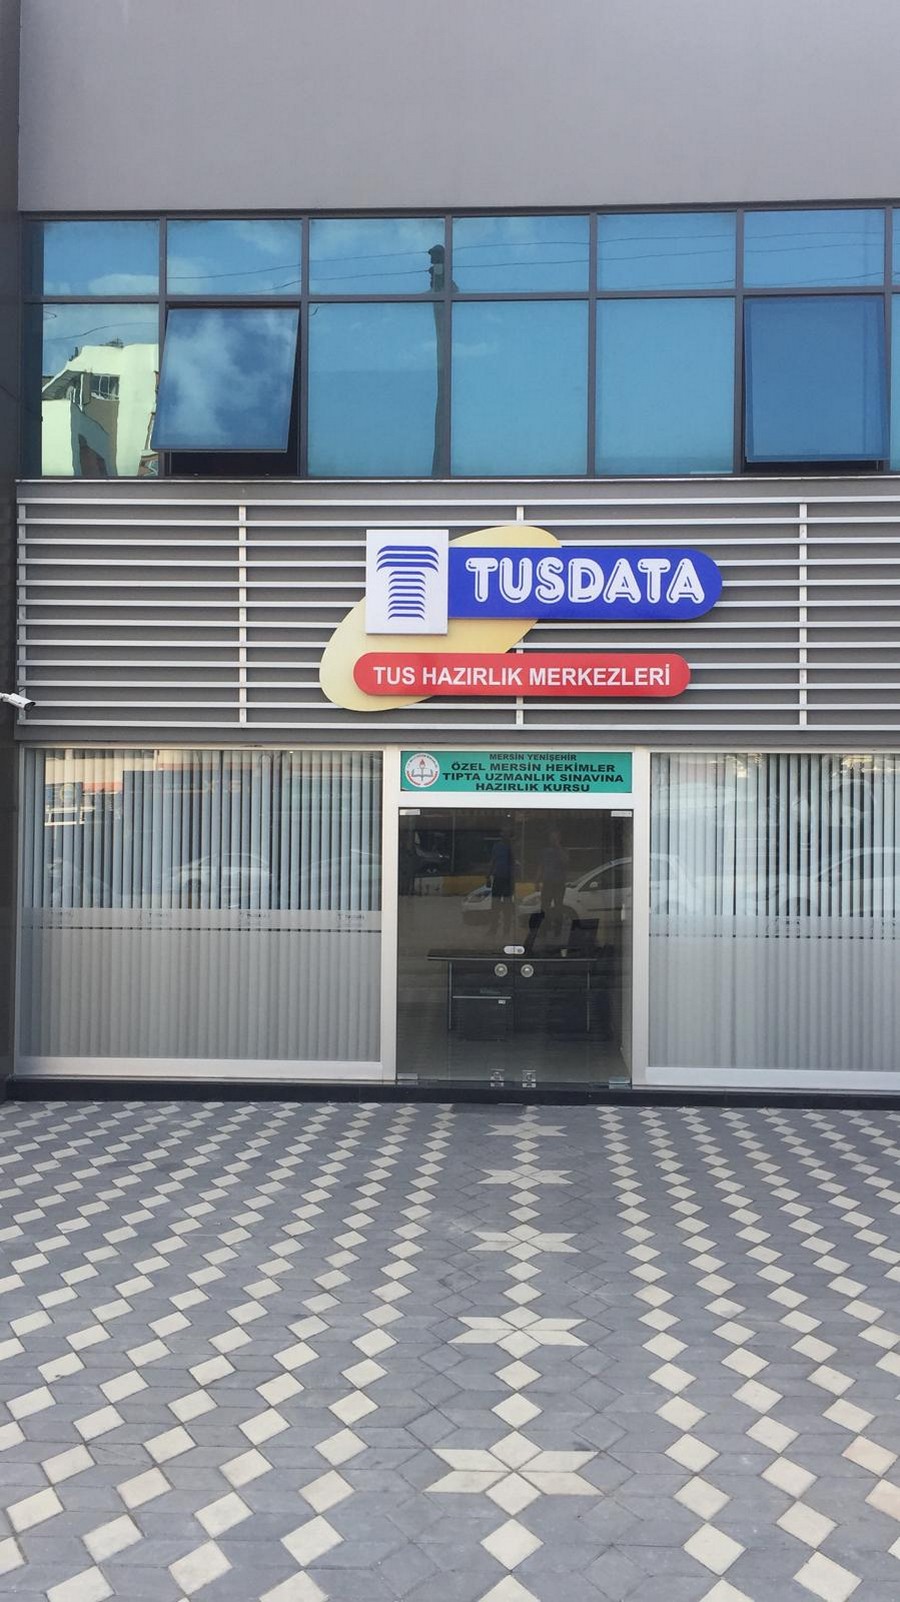 T TUSDATA
TUS HAZIRLIK MERKEZLERİ
MERSİN YENİŞEHİR
ÖZEL MERSİN HEKİMLER
TIPTA UZMANLIK SINAVINA
HAZIRLIK KURSU